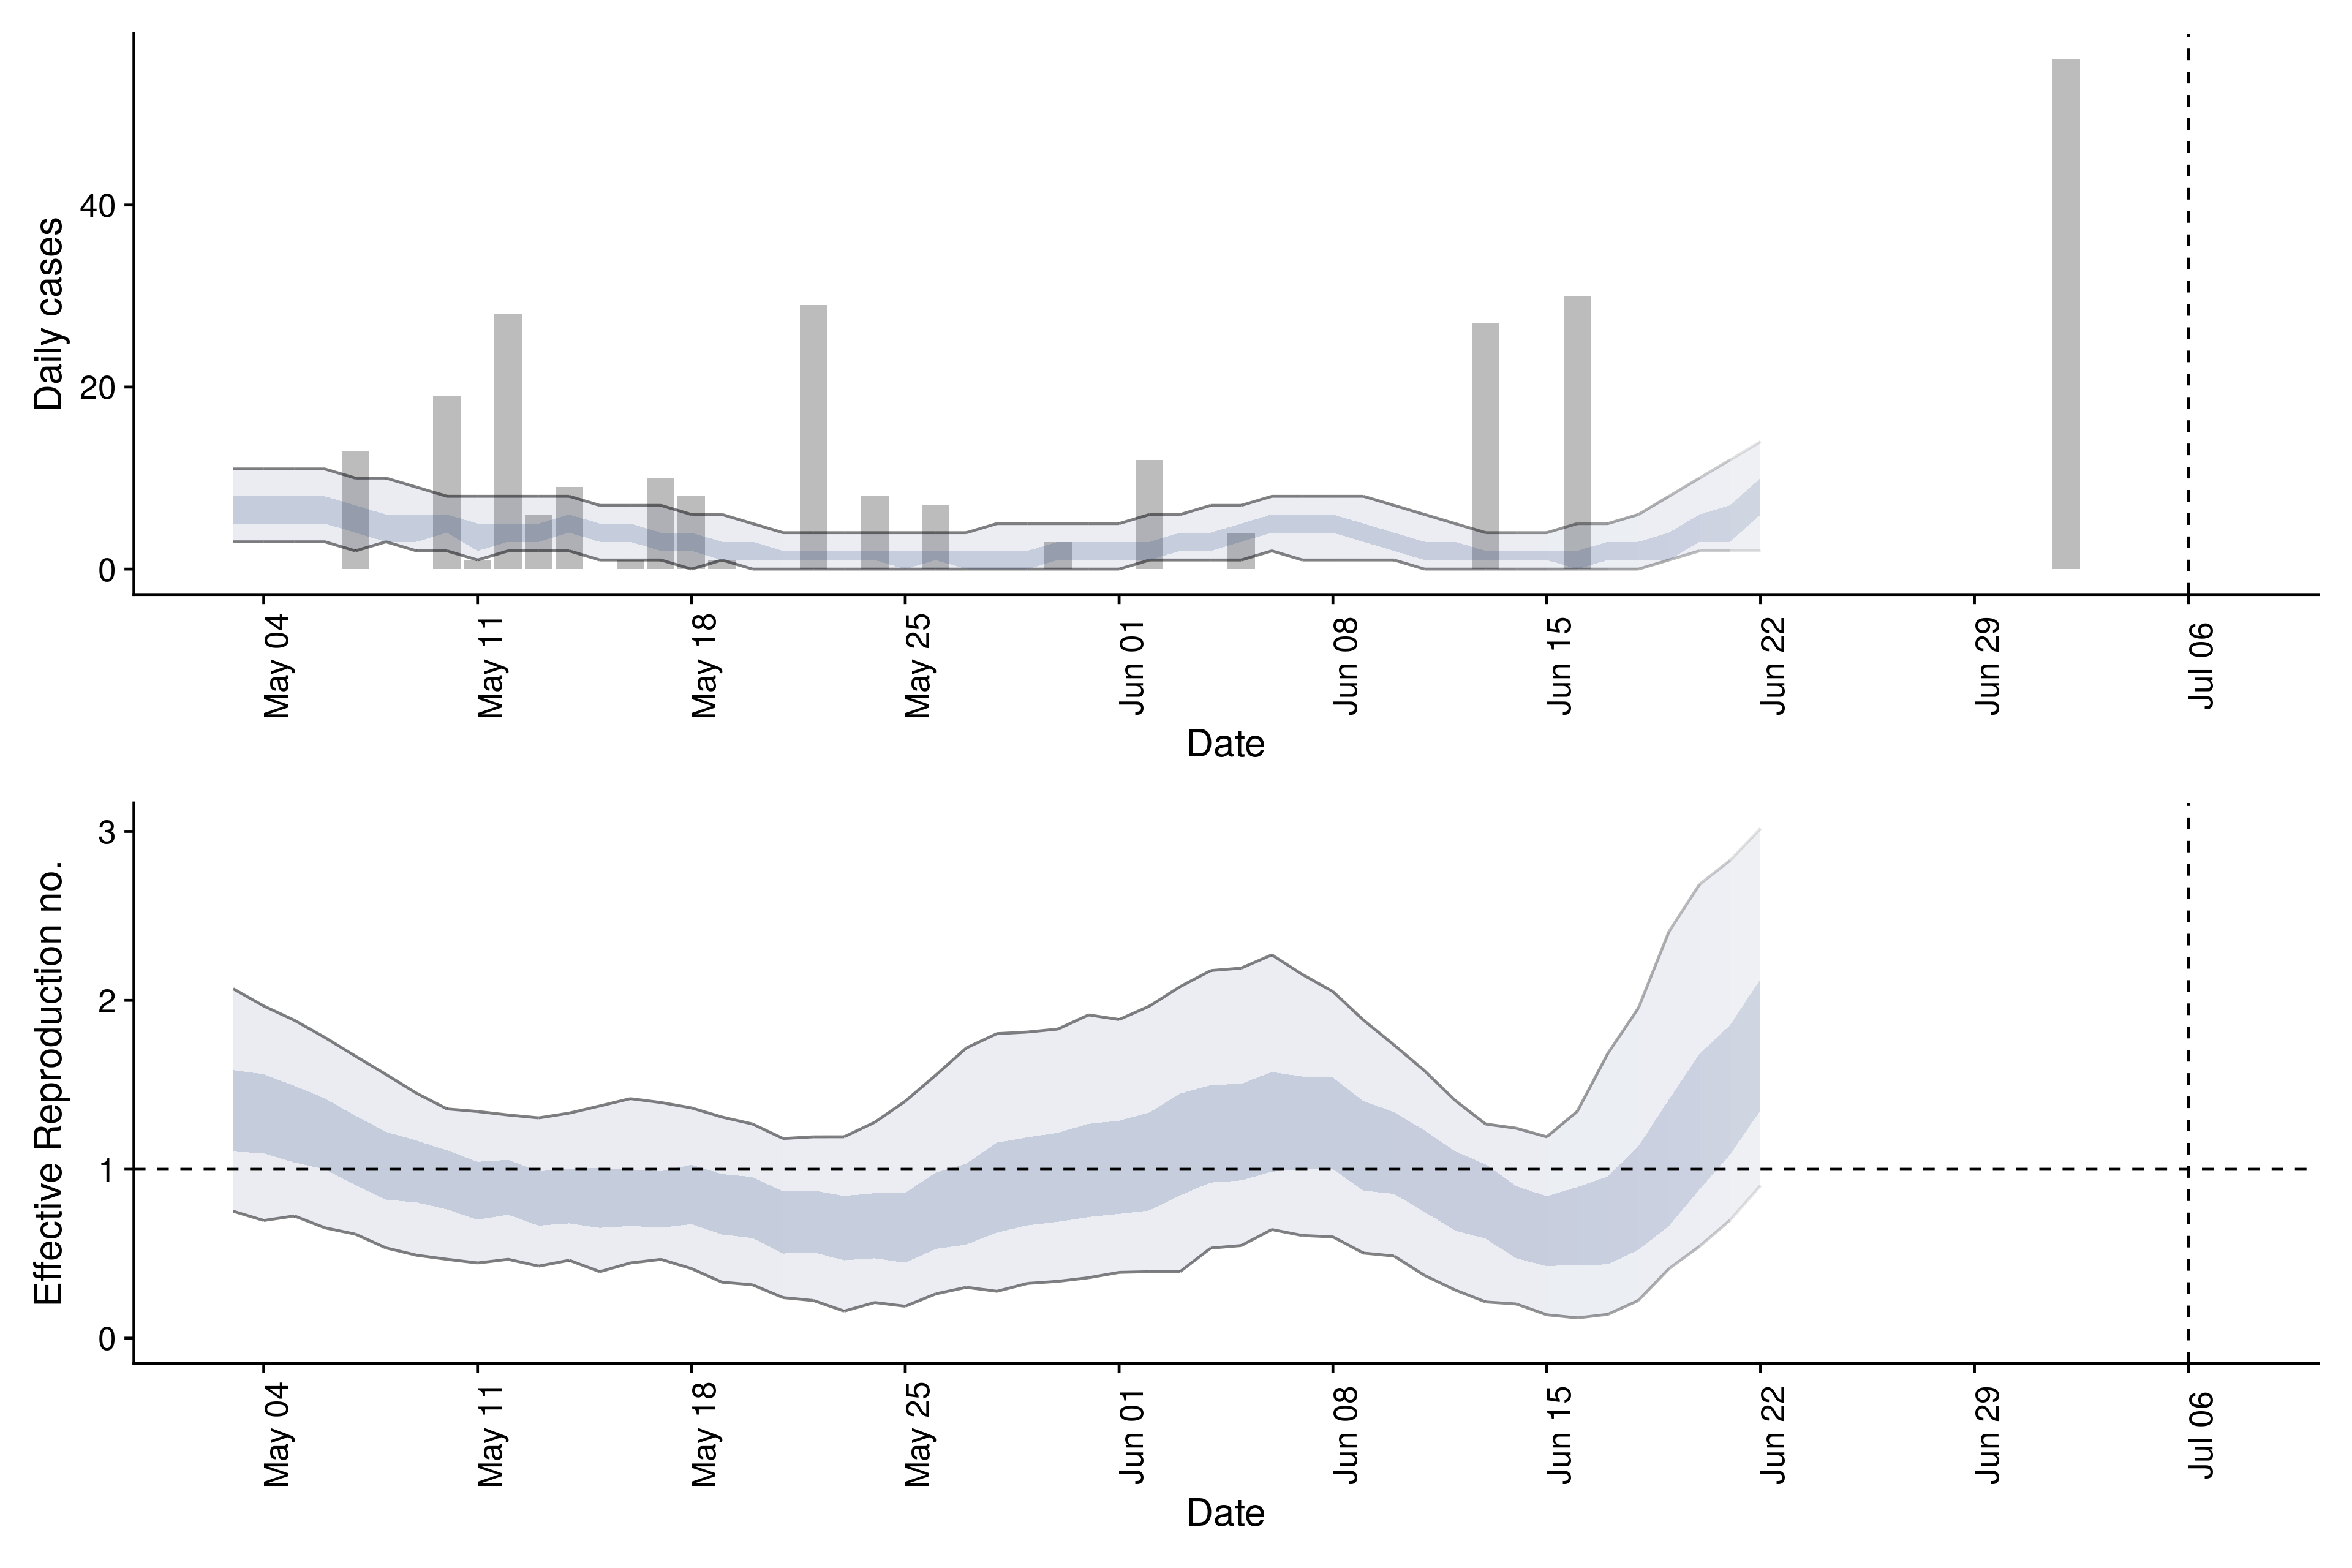 Daily cases
40
20
0
May 04
May 11
May 18
May 25
Jun 01
Jun 08
Jun 15
Jun 22
Jun 29
Jul 06
Date
Effective Reproduction no.
3
2
1
0
May 04
May 11
May 18
May 25
Jun 01
Jun 08
Jun 15
Jun 22
Jun 29
Jul 06
Date